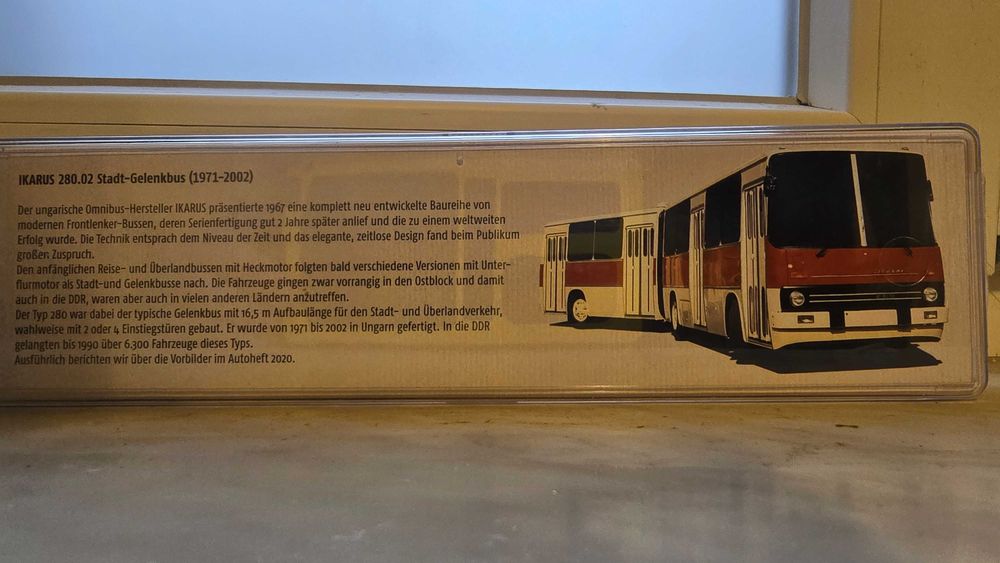 IKARUS 280.02 Stadt-Gelenkbus (1971-2002)
Der ungarische Omnibus-Hersteller IKARUS präsentierte 1967 eine komplett neu entwickelte Baureihe von
modernen Frontlenker-Bussen, deren Serienfertigung gut 2 Jahre später anlief und die zu einem weltweiten
Erfolg wurde. Die Technik entsprach dem Niveau der Zeit und das elegante, zeitlose Design fand beim Publikum
großen Zuspruch.
Den anfänglichen Reise- und Überlandbussen mit Heckmotor folgten bald verschiedene Versionen mit Unter-
flurmotor als Stadt-und Gelenkbusse nach. Die Fahrzeuge gingen zwar vorrangig in den Ostblock und damit
auch in die DDR, waren aber auch in vielen anderen Ländern anzutreffen.
Der Typ 280 war dabei der typische Gelenkbus mit 16,5 m Aufbaulänge für den Stadt- und Überlandverkehr,
wahlweise mit 2 oder 4 Einstiegstüren gebaut. Er wurde von 1971 bis 2002 in Ungarn gefertigt. In die DDR
gelangten bis 1990 über 6.300 Fahrzeuge dieses Typs.
Ausführlich berichten wir über die Vorbilder im Autoheft 2020.